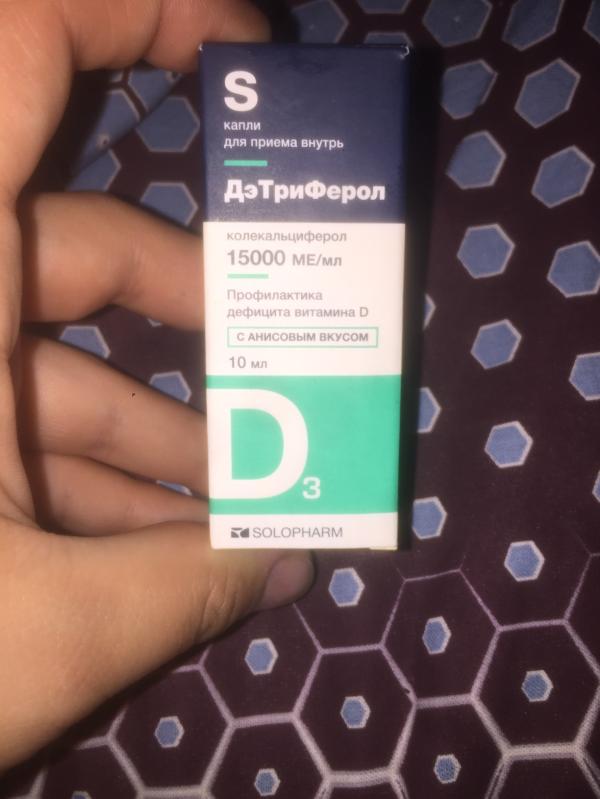 S
капли
для приема внутрь
ДэТриФерол
колекальциферол
15000 МЕ/мл
Профилактика
дефицита витамина D
С АНИСОВЫМ ВКУСОМ
10 мл
D3
SOLOPHARM